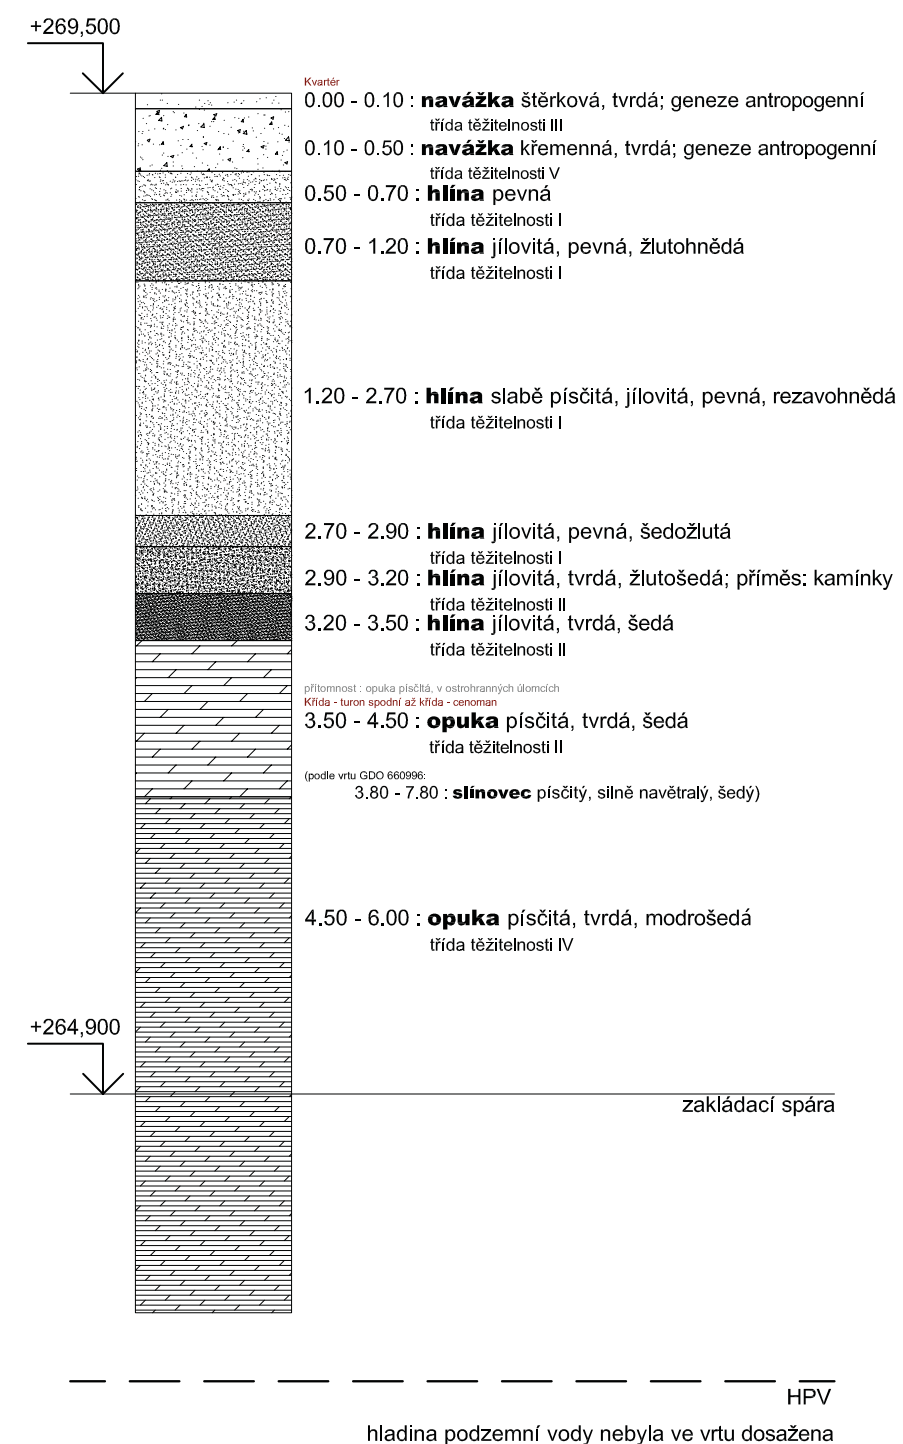 +269,500
Kvartér
0.00 - 0.10 : navážka štěrková, tvrdá; geneze antropogenní
třída těžitelnosti III
0.10 - 0.50 : navážka křemenná, tvrdá; geneze antropogenní
třída těžitelnosti V
0.50 - 0.70 : hlína pevná
třída těžitelnosti I
0.70 - 1.20 : hlína jílovitá, pevná, žlutohnědá
třída těžitelnosti I
1.20 - 2.70 : hlína slabě písčitá, jílovitá, pevná, rezavohnědá
třída těžitelnosti I
2.70 - 2.90 : hlína jílovitá, pevná, šedožlutá
třída těžitelnosti I
2.90 - 3.20 : hlína jílovitá, tvrdá, žlutošedá; příměs: kamínky
třída těžitelnosti II
3.20 - 3.50 : hlína jílovitá, tvrdá, šedá
třída těžitelnosti II
přítomnost : opuka písčitá, v ostrohranných úlomcích
Křída - turon spodní až křída - cenoman
3.50 - 4.50 : opuka písčitá, tvrdá, šedá
třída těžitelnosti II
(podle vrtu GDO 660996:
3.80 - 7.80 : slínovec písčitý, silně navětralý, šedý)
4.50 - 6.00 : opuka písčitá, tvrdá, modrošedá
třída těžitelnosti IV
+264,900
zakládací spára
HPV
hladina podzemní vody nebyla ve vrtu dosažena